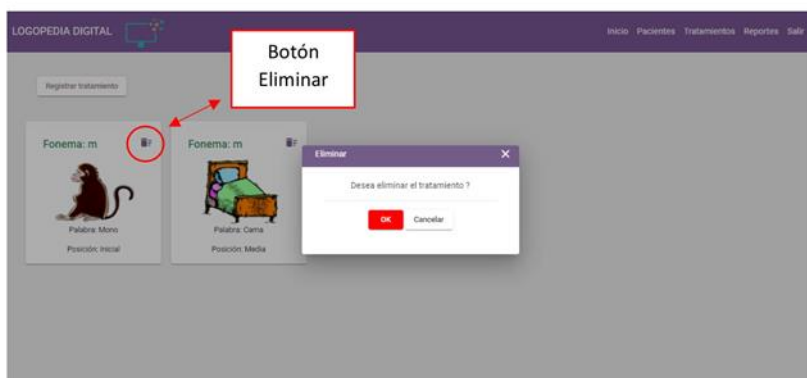 LOGOPEDIA DIGITAL
Inicio Pacientes Tratamientos Reportes Salir
Botón
Eliminar
Registrar tratamiento
Fonema: m
Palabra: Mono
Posición: Inicial
Fonema: m
Palabra: Cama
Posición: Media
Eliminar
Desea eliminar el tratamiento ?
OK Cancelar